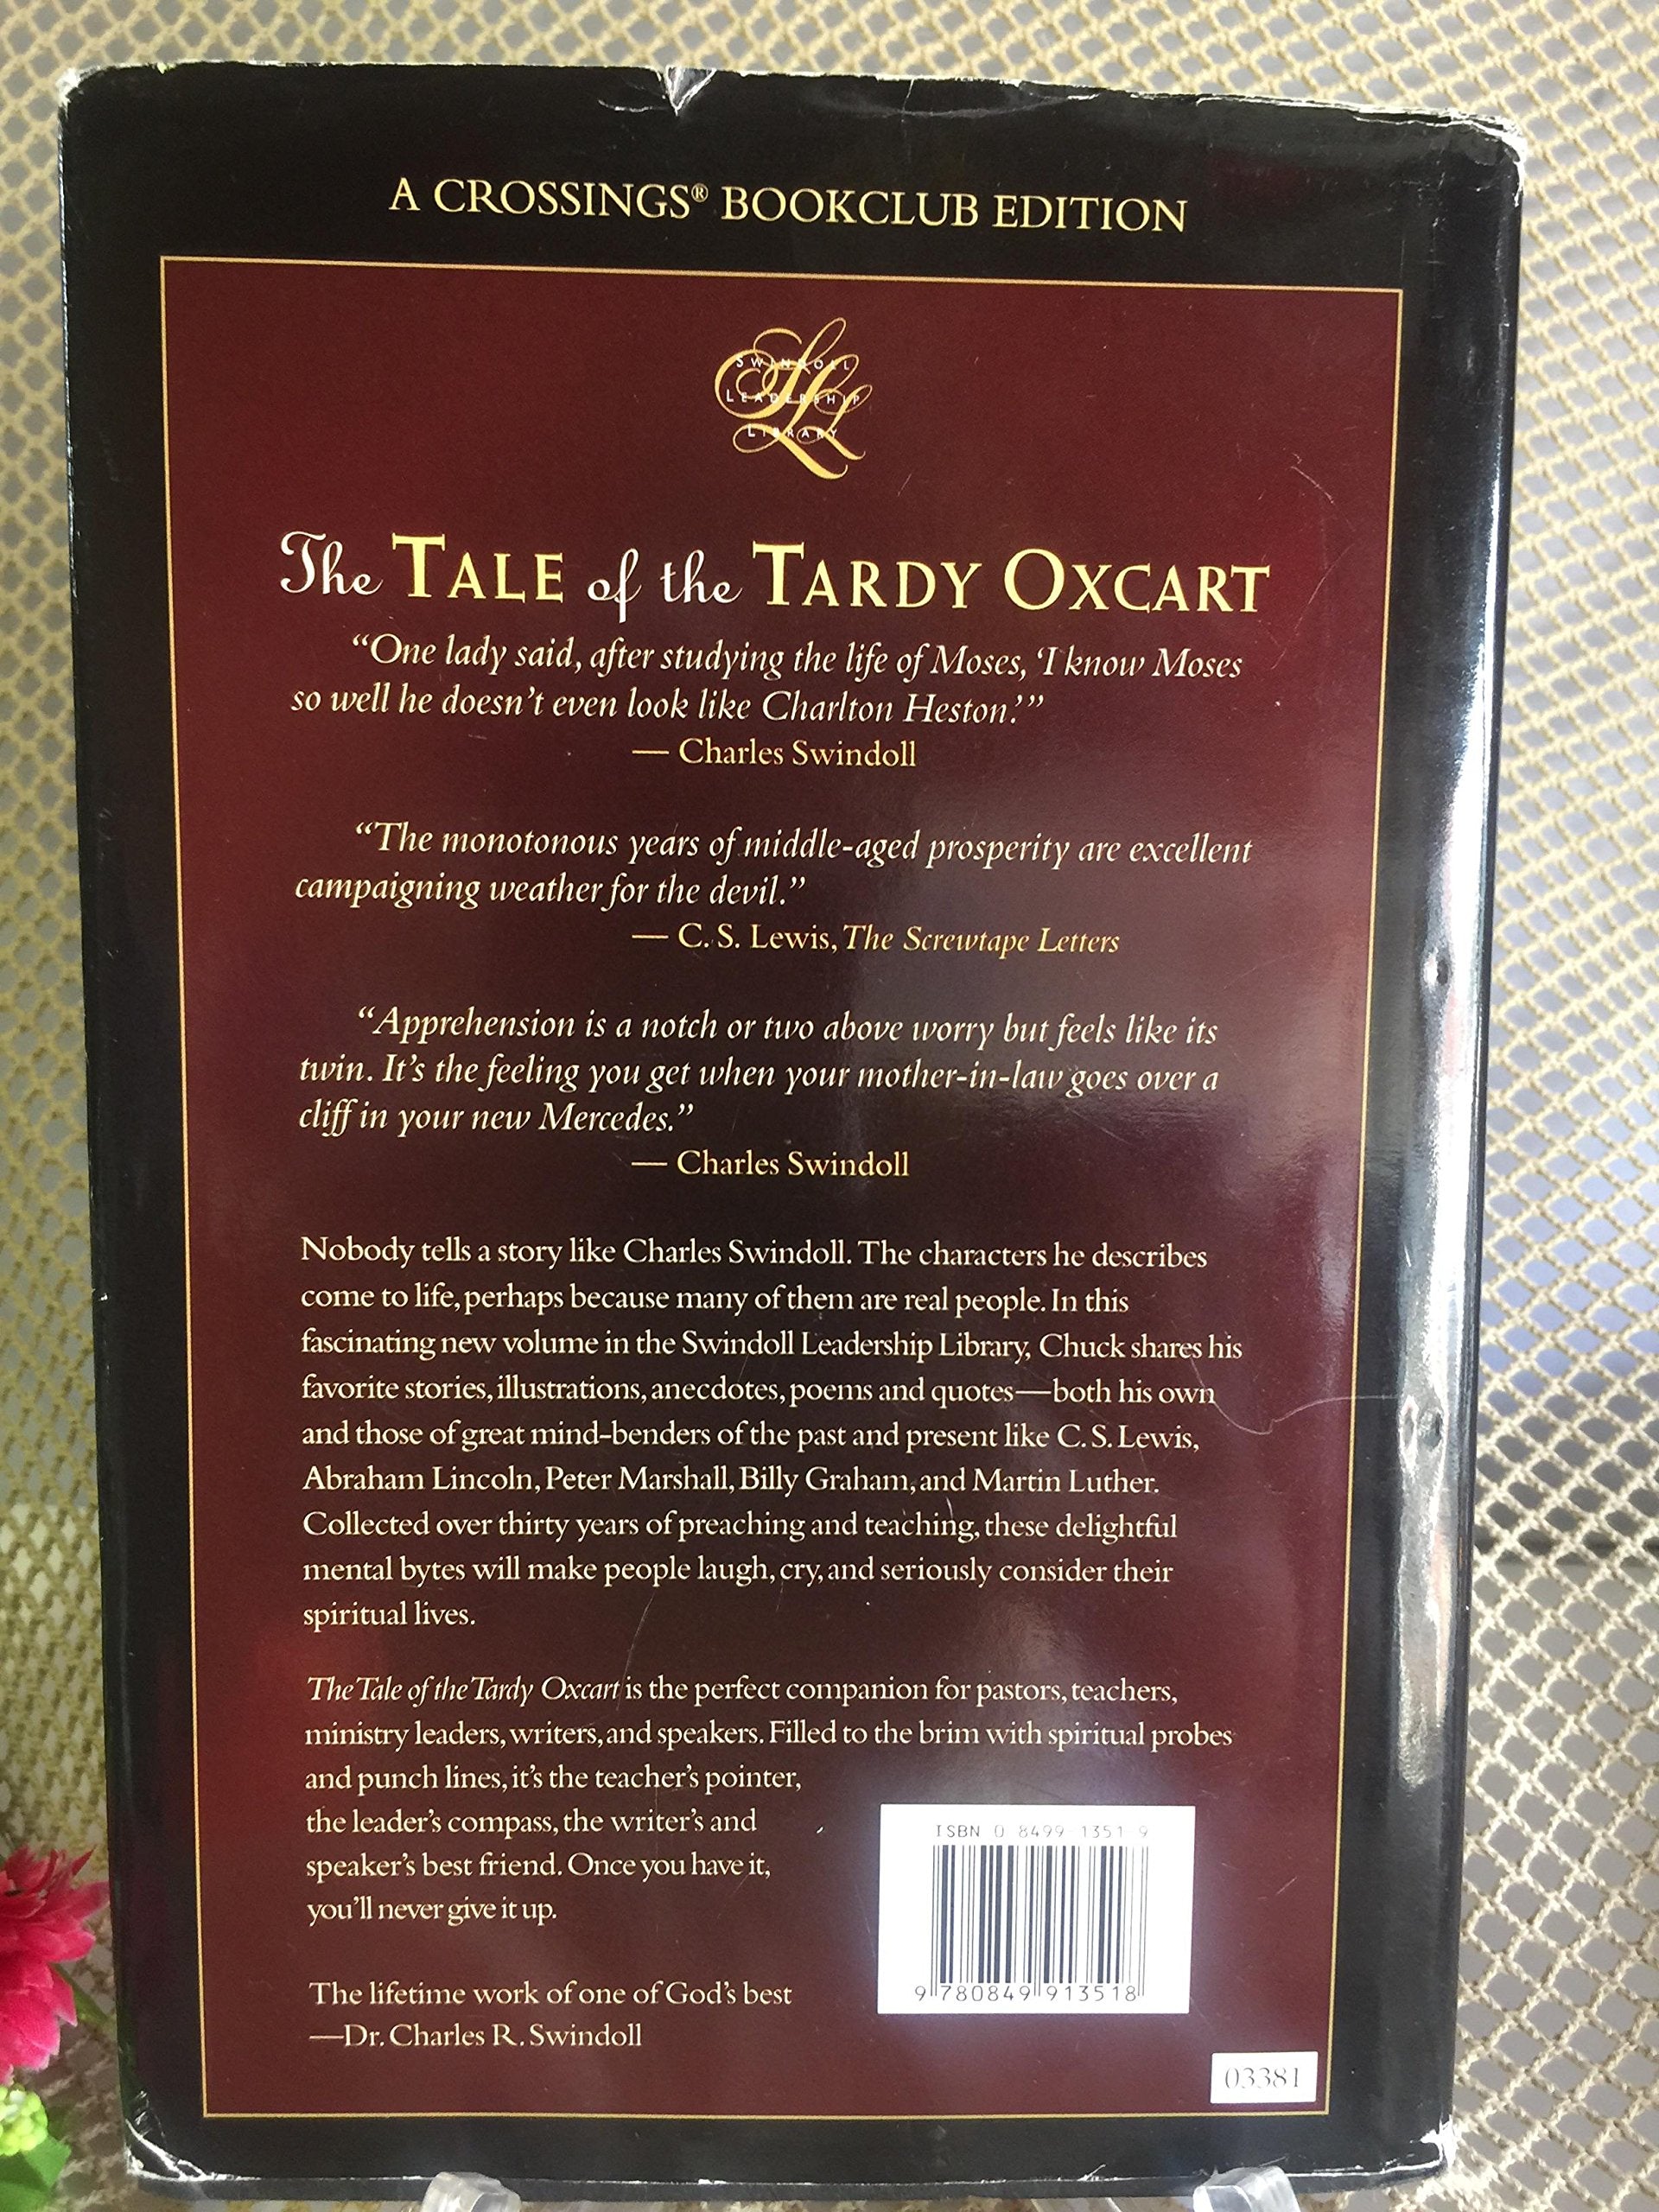 A CROSSINGS® BOOKCLUB EDITION
SWINDOLL
LEADERSHIP
LIBRARY
The TALE of the TARDY OXCART
“One lady said, after studying the life of Moses, ‘I know Moses
so well he doesn’t even look like Charlton Heston.’”
— Charles Swindoll
“The monotonous years of middle-aged prosperity are excellent
campaigning weather for the devil.”
— C. S. Lewis, The Screwtape Letters
“Apprehension is a notch or two above worry but feels like its
twin. It’s the feeling you get when your mother-in-law goes over a
cliff in your new Mercedes.”
— Charles Swindoll
Nobody tells a story like Charles Swindoll. The characters he describes
come to life, perhaps because many of them are real people. In this
fascinating new volume in the Swindoll Leadership Library, Chuck shares his
favorite stories, illustrations, anecdotes, poems and quotes—both his own
and those of great mind-benders of the past and present like C. S. Lewis,
Abraham Lincoln, Peter Marshall, Billy Graham, and Martin Luther.
Collected over thirty years of preaching and teaching, these delightful
mental bytes will make people laugh, cry, and seriously consider their
spiritual lives.
The Tale of the Tardy Oxcart is the perfect companion for pastors, teachers,
ministry leaders, writers, and speakers. Filled to the brim with spiritual probes
and punch lines, it’s the teacher’s pointer,
the leader’s compass, the writer’s and
speaker’s best friend. Once you have it,
you’ll never give it up.
The lifetime work of one of God’s best
—Dr. Charles R. Swindoll
ISBN 0 8499 1351 9
9 780849 913518
03381